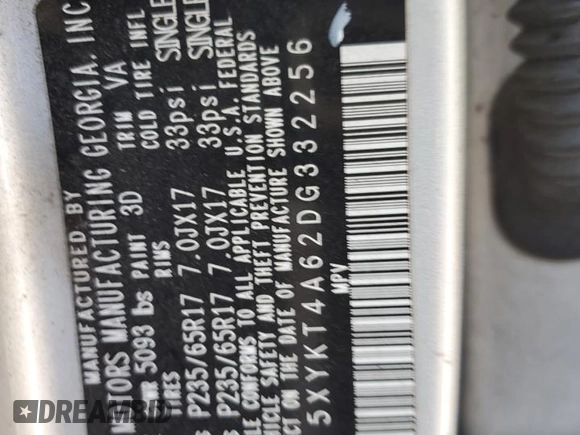 MANUFACTURED BY
MOTORS MANUFACTURING GEORGIA, INC
5093 bs PAINT 3D TRIM VA
RIMS COLD TIRE INFL
P235/65R17 7.0JX17 33psi SINGLE
P235/65R17 7.0JX17 33psi SINGLE
CONFORMS TO ALL APPLICABLE U.S.A. FEDERAL
SAFETY AND THEFT PREVENTION STANDARDS
ON THE DATE OF MANUFACTURE SHOWN ABOVE
5XYKT4A62DG332256
MPV
DREAMBID